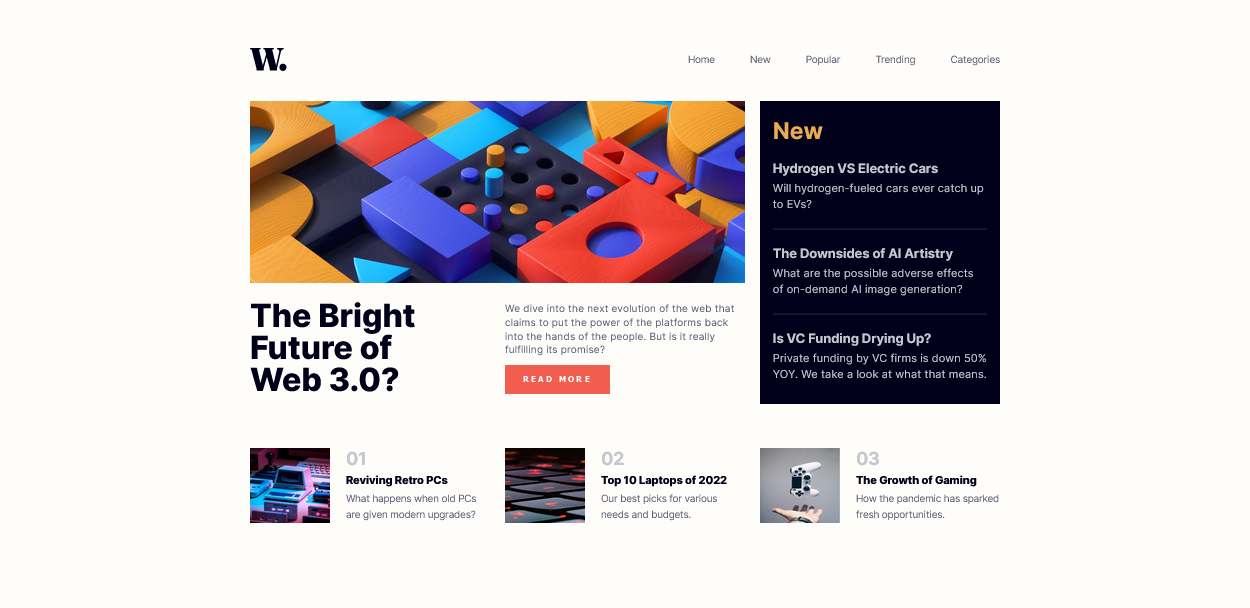 W.
Home New Popular Trending Categories
New
Hydrogen VS Electric Cars
Will hydrogen-fueled cars ever catch up
to EVs?
The Downsides of AI Artistry
What are the possible adverse effects
of on-demand AI image generation?
Is VC Funding Drying Up?
Private funding by VC firms is down 50%
YOY. We take a look at what that means.
The Bright
Future of
Web 3.0?
We dive into the next evolution of the web that
claims to put the power of the platforms back
into the hands of the people. But is it really
fulfilling its promise?
READ MORE
01
Reviving Retro PCs
What happens when old PCs
are given modern upgrades?
02
Top 10 Laptops of 2022
Our best picks for various
needs and budgets.
03
The Growth of Gaming
How the pandemic has sparked
fresh opportunities.